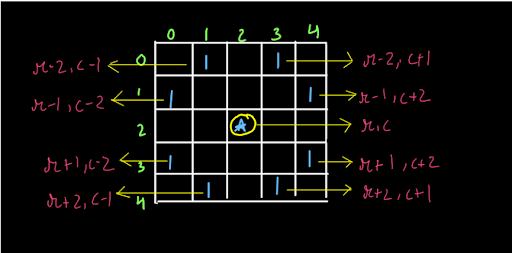 0 1 2 3 4
r-2, c-1 0 1 1 r-2, c+1
r-1, c-2 1 1 1 r-1, c+2
2 A r,c
r+1, c-2 3 1 1 r+1, c+2
r+2, c-1 4 1 1 r+2, c+1